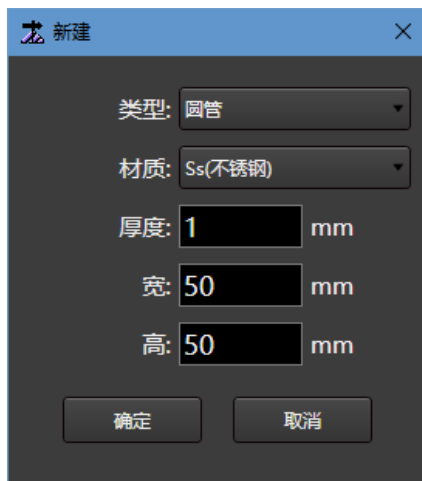 新建
类型: 圆管
材质: Ss(不锈钢)
厚度: 1 mm
宽: 50 mm
高: 50 mm
确定 取消